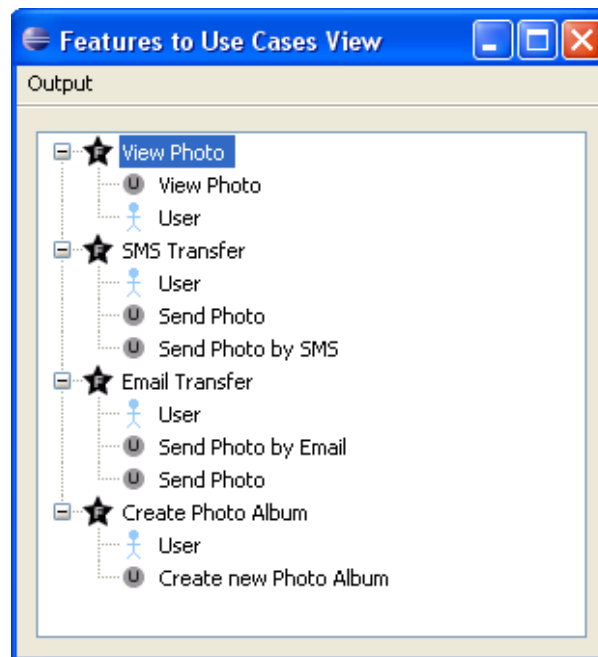 Features to Use Cases View
Output
View Photo
View Photo
User
SMS Transfer
User
Send Photo
Send Photo by SMS
Email Transfer
User
Send Photo by Email
Send Photo
Create Photo Album
User
Create new Photo Album